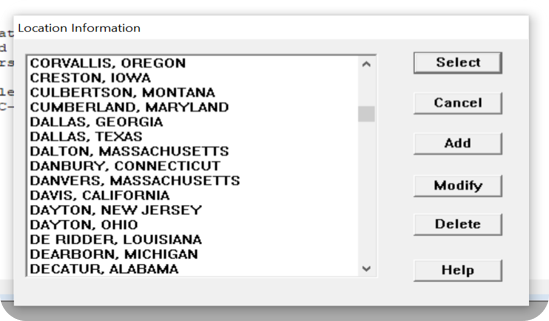 Location Information
CORVALLIS, OREGON
CRESTON, IOWA
CULBERTSON, MONTANA
CUMBERLAND, MARYLAND
DALLAS, GEORGIA
DALLAS, TEXAS
DALTON, MASSACHUSETTS
DANBURY, CONNECTICUT
DANVERS, MASSACHUSETTS
DAVIS, CALIFORNIA
DAYTON, NEW JERSEY
DAYTON, OHIO
DE RIDDER, LOUISIANA
DEARBORN, MICHIGAN
DECATUR, ALABAMA
Select
Cancel
Add
Modify
Delete
Help